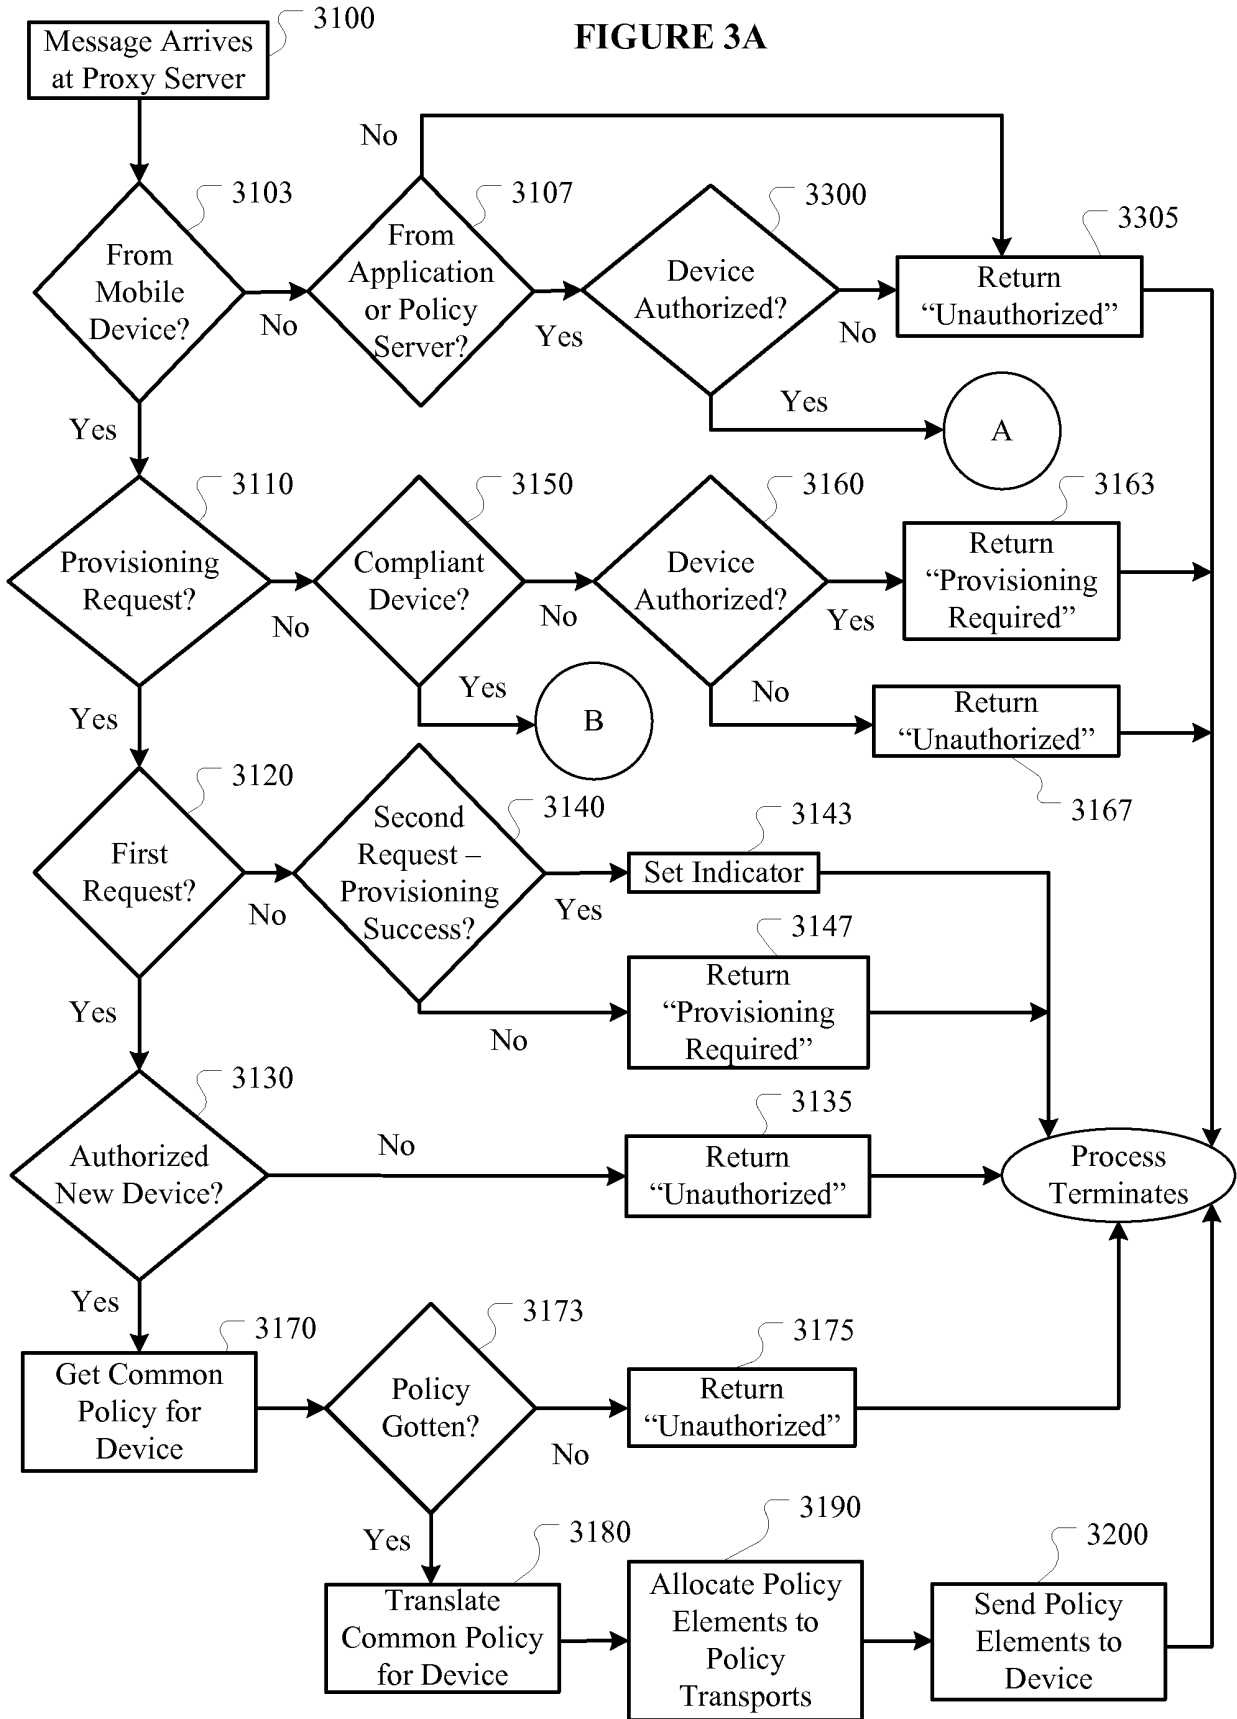 FIGURE 3A
3100
Message Arrives
at Proxy Server
No
3103
From
Mobile
Device?
No
Yes
3107
From
Application
or Policy
Server?
Yes
3300
Device
Authorized?
No
Yes
3305
Return
“Unauthorized”
A
3110
Provisioning
Request?
No
Yes
3150
Compliant
Device?
No
Yes
B
3160
Device
Authorized?
Yes
No
3163
Return
“Provisioning
Required”
Return
“Unauthorized”
3167
3120
First
Request?
No
Yes
3140
Second
Request –
Provisioning
Success?
Yes
No
3143
Set Indicator
3147
Return
“Provisioning
Required”
3130
Authorized
New Device?
No
Yes
3135
Return
“Unauthorized”
Process
Terminates
3170
Get Common
Policy for
Device
3173
Policy
Gotten?
No
Yes
3175
Return
“Unauthorized”
3180
Translate
Common Policy
for Device
3190
Allocate Policy
Elements to
Policy
Transports
3200
Send Policy
Elements to
Device